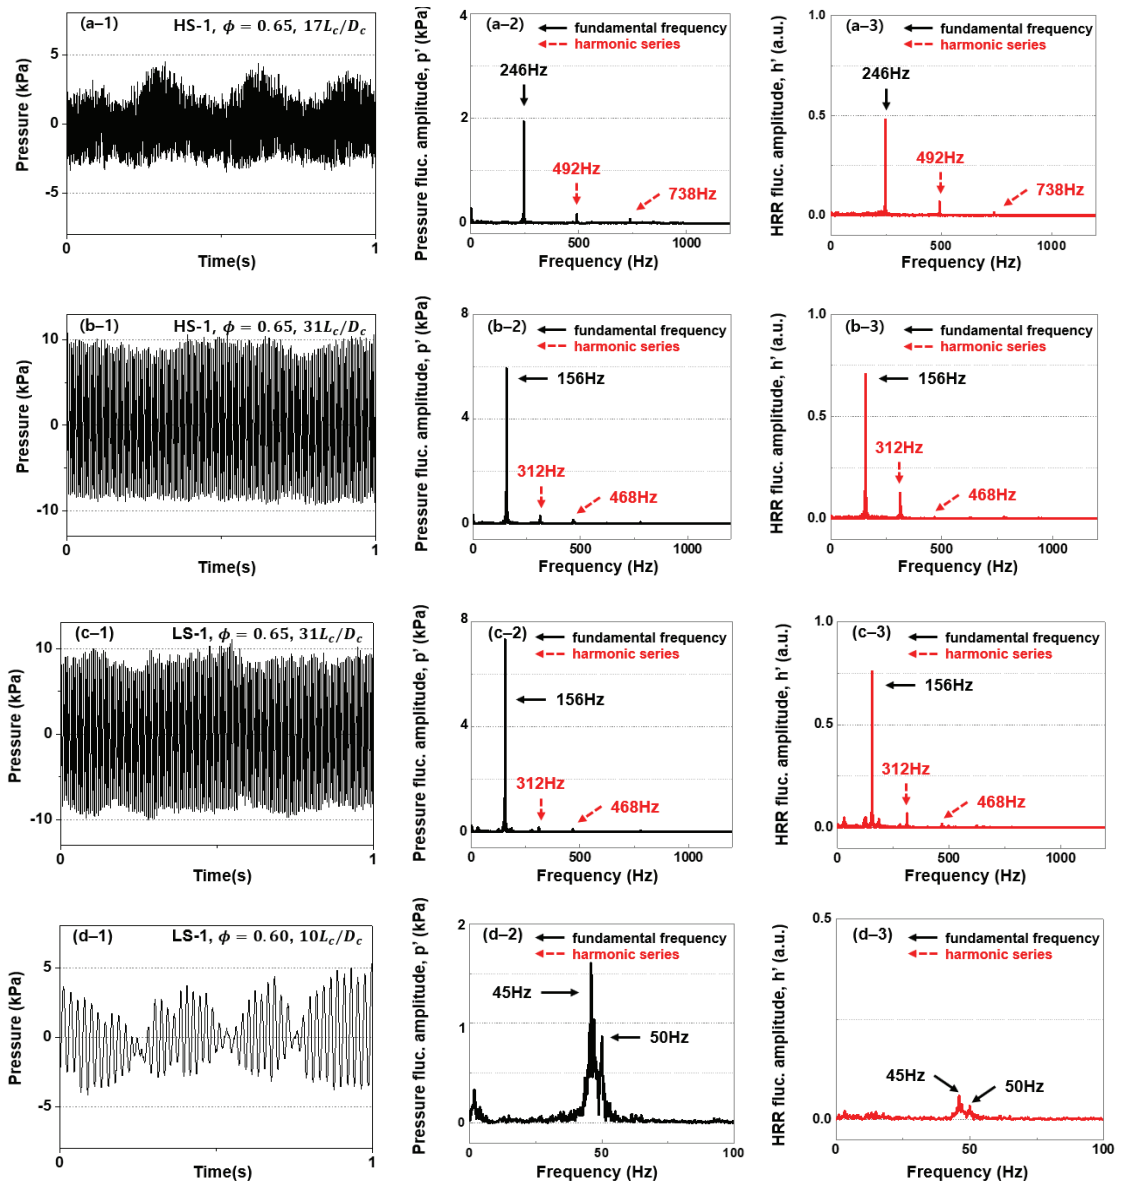 (a–1)
HS-1, ϕ = 0.65, 17L_c/D_c
Pressure (kPa)
5
0
-5
0
1
Time(s)
(a–2)
fundamental frequency
harmonic series
246Hz
492Hz
738Hz
Pressure fluc. amplitude, p' (kPa)
4
2
0
0
500
1000
Frequency (Hz)
(a–3)
fundamental frequency
harmonic series
246Hz
492Hz
738Hz
HRR fluc. amplitude, h' (a.u.)
1.0
0.5
0.0
0
500
1000
Frequency (Hz)
(b–1)
HS-1, ϕ = 0.65, 31L_c/D_c
Pressure (kPa)
10
0
-10
0
1
Time(s)
(b–2)
fundamental frequency
harmonic series
156Hz
312Hz
468Hz
Pressure fluc. amplitude, p' (kPa)
8
4
0
0
500
1000
Frequency (Hz)
(b–3)
fundamental frequency
harmonic series
156Hz
312Hz
468Hz
HRR fluc. amplitude, h' (a.u.)
1.0
0.5
0.0
0
500
1000
Frequency (Hz)
(c–1)
LS-1, ϕ = 0.65, 31L_c/D_c
Pressure (kPa)
10
0
-10
0
1
Time(s)
(c–2)
fundamental frequency
harmonic series
156Hz
312Hz
468Hz
Pressure fluc. amplitude, p' (kPa)
8
4
0
0
500
1000
Frequency (Hz)
(c–3)
fundamental frequency
harmonic series
156Hz
312Hz
468Hz
HRR fluc. amplitude, h' (a.u.)
1.0
0.5
0.0
0
500
1000
Frequency (Hz)
(d–1)
LS-1, ϕ = 0.60, 10L_c/D_c
Pressure (kPa)
5
0
-5
0
1
Time(s)
(d–2)
fundamental frequency
harmonic series
45Hz
50Hz
Pressure fluc. amplitude, p' (kPa)
2
1
0
0
50
100
Frequency (Hz)
(d–3)
fundamental frequency
harmonic series
45Hz
50Hz
HRR fluc. amplitude, h' (a.u.)
0.5
0.0
0
50
100
Frequency (Hz)